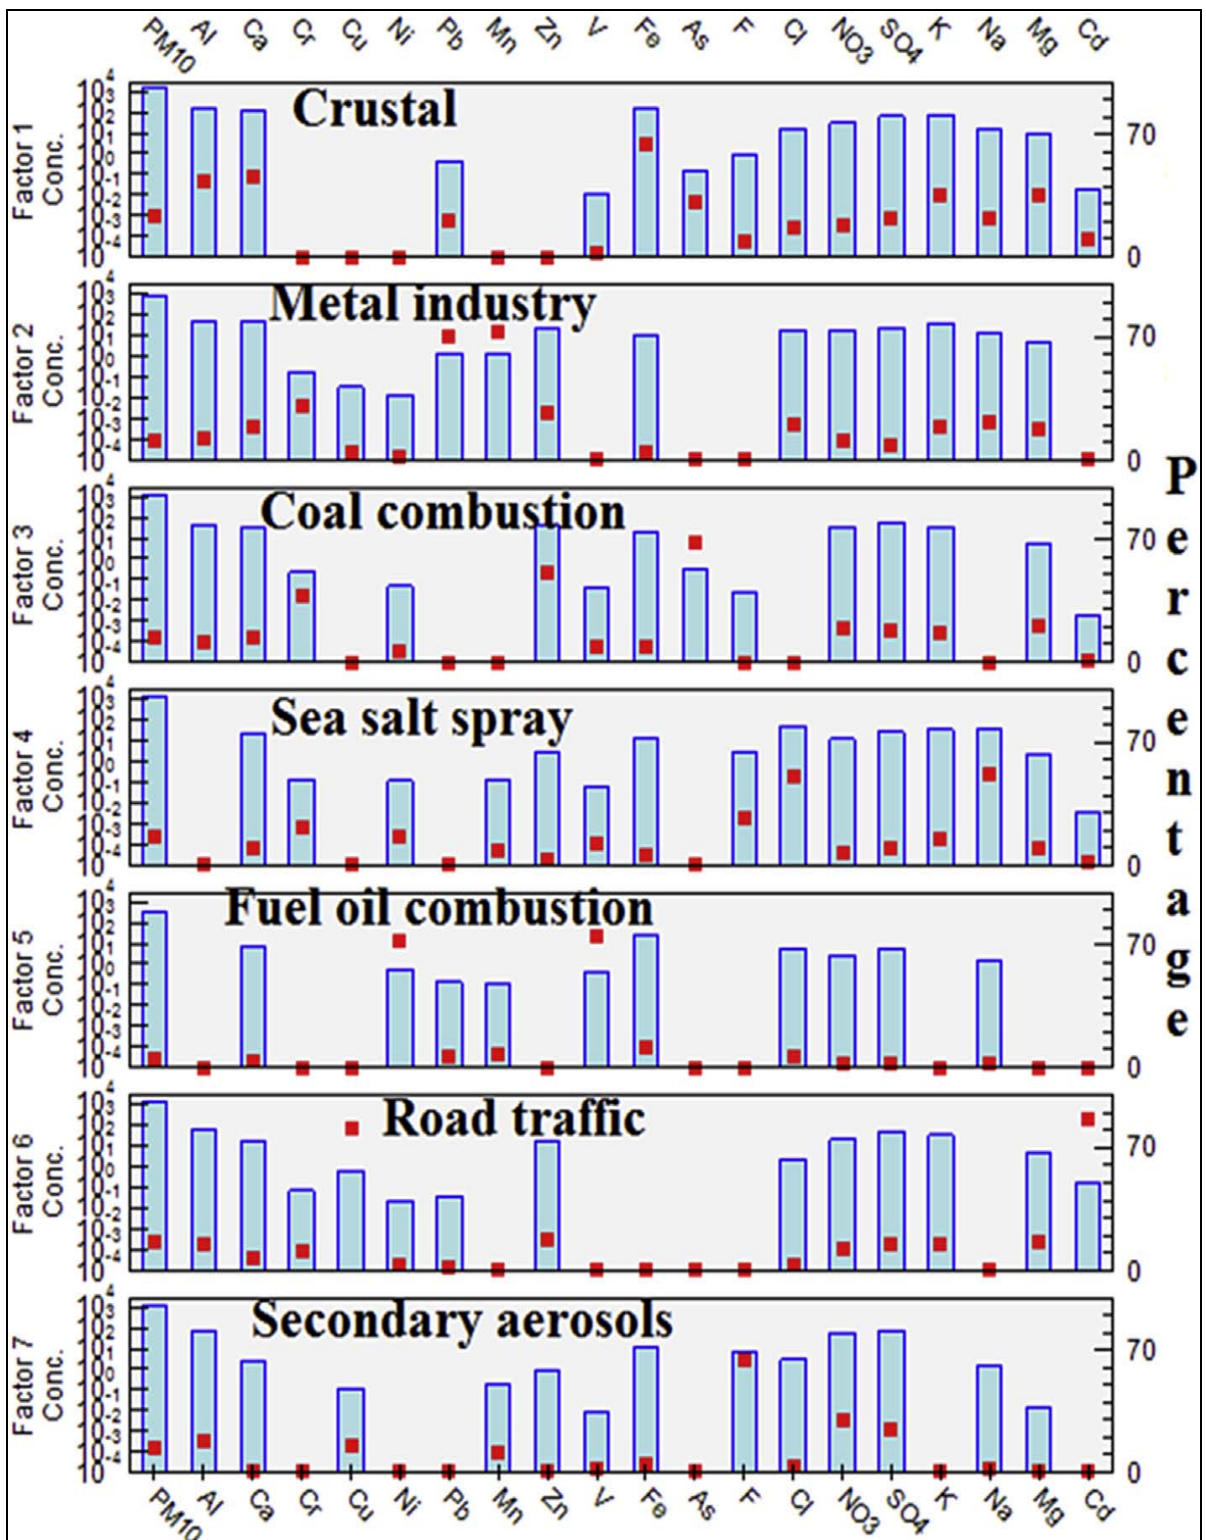 PM10 Al Ca Cr Cu Ni Pb Mn Zn V Fe As F Cl NO3 SO4 K Na Mg Cd
Factor 1
Conc.
Crustal
70
0
Factor 2
Conc.
Metal industry
70
0
Factor 3
Conc.
Coal combustion
70
0
Factor 4
Conc.
Sea salt spray
70
0
Factor 5
Conc.
Fuel oil combustion
70
0
Factor 6
Conc.
Road traffic
70
0
Factor 7
Conc.
Secondary aerosols
70
0
Percentage
PM10 Al Ca Cr Cu Ni Pb Mn Zn V Fe As F Cl NO3 SO4 K Na Mg Cd